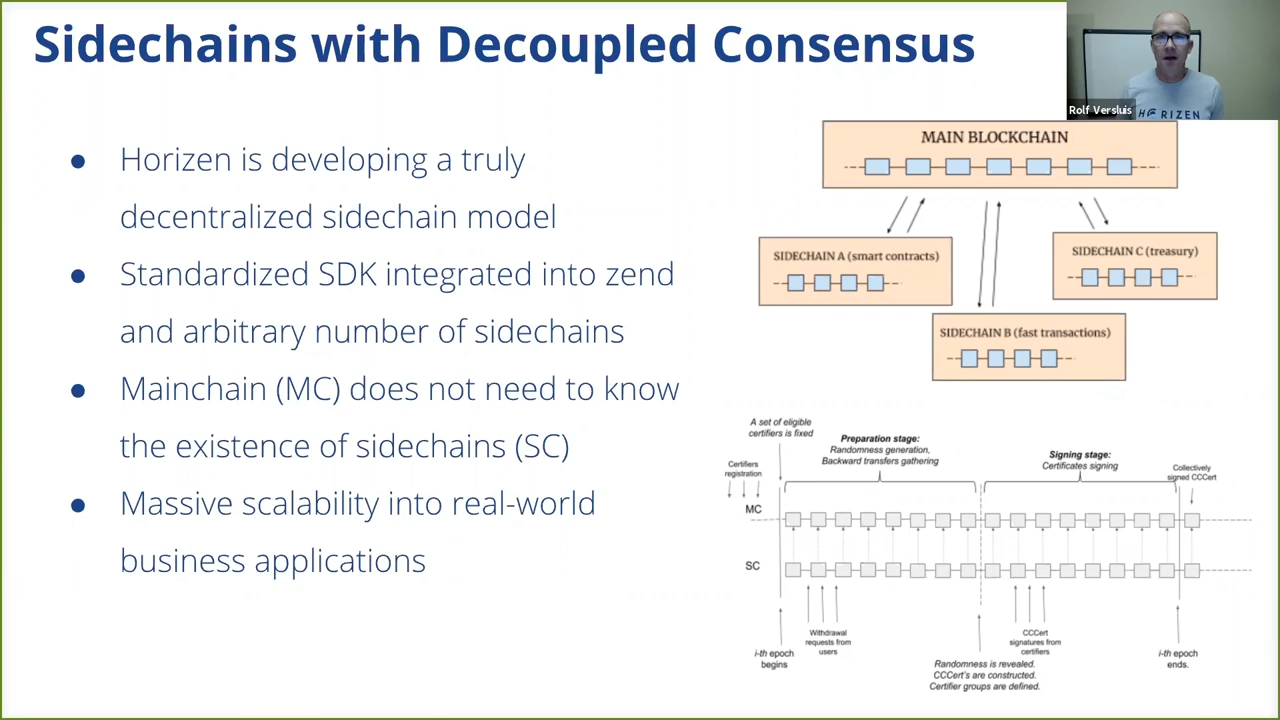 Sidechains with Decoupled Consensus
Rolf Versluis
H RIZEN
● Horizen is developing a truly
decentralized sidechain model
● Standardized SDK integrated into zend
and arbitrary number of sidechains
● Mainchain (MC) does not need to know
the existence of sidechains (SC)
● Massive scalability into real-world
business applications
MAIN BLOCKCHAIN
SIDECHAIN A (smart contracts)
SIDECHAIN C (treasury)
SIDECHAIN B (fast transactions)
A set of eligible
certifiers is fixed
Certifiers
registration
Preparation stage:
Randomness generation,
Backward transfers gathering
Signing stage:
Certificates signing
Collectively
signed CCCert
MC
SC
i-th epoch
begins
Withdrawal
requests from
users
Randomness is revealed.
CCCert's are constructed.
Certifier groups are defined.
CCCert
signatures from
certifiers
i-th epoch
ends.